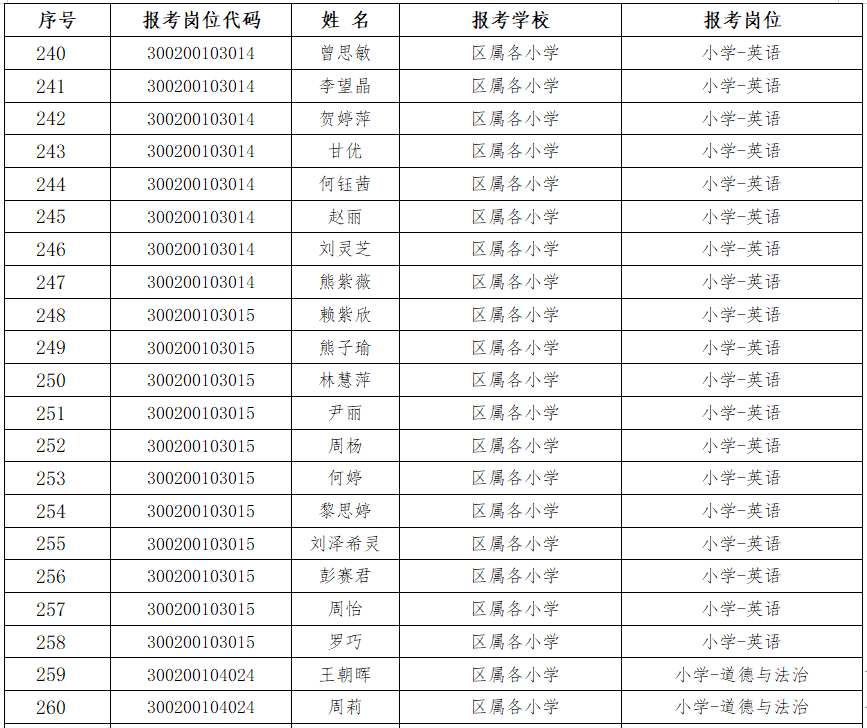 序号 报考岗位代码 姓 名 报考学校 报考岗位
240 300200103014 曾思敏 区属各小学 小学-英语
241 300200103014 李望晶 区属各小学 小学-英语
242 300200103014 贺婷萍 区属各小学 小学-英语
243 300200103014 甘优 区属各小学 小学-英语
244 300200103014 何钰茜 区属各小学 小学-英语
245 300200103014 赵丽 区属各小学 小学-英语
246 300200103014 刘灵芝 区属各小学 小学-英语
247 300200103014 熊紫薇 区属各小学 小学-英语
248 300200103015 赖紫欣 区属各小学 小学-英语
249 300200103015 熊子瑜 区属各小学 小学-英语
250 300200103015 林慧萍 区属各小学 小学-英语
251 300200103015 尹丽 区属各小学 小学-英语
252 300200103015 周杨 区属各小学 小学-英语
253 300200103015 何婷 区属各小学 小学-英语
254 300200103015 黎思婷 区属各小学 小学-英语
255 300200103015 刘泽希灵 区属各小学 小学-英语
256 300200103015 彭赛君 区属各小学 小学-英语
257 300200103015 周怡 区属各小学 小学-英语
258 300200103015 罗巧 区属各小学 小学-英语
259 300200104024 王朝晖 区属各小学 小学-道德与法治
260 300200104024 周莉 区属各小学 小学-道德与法治